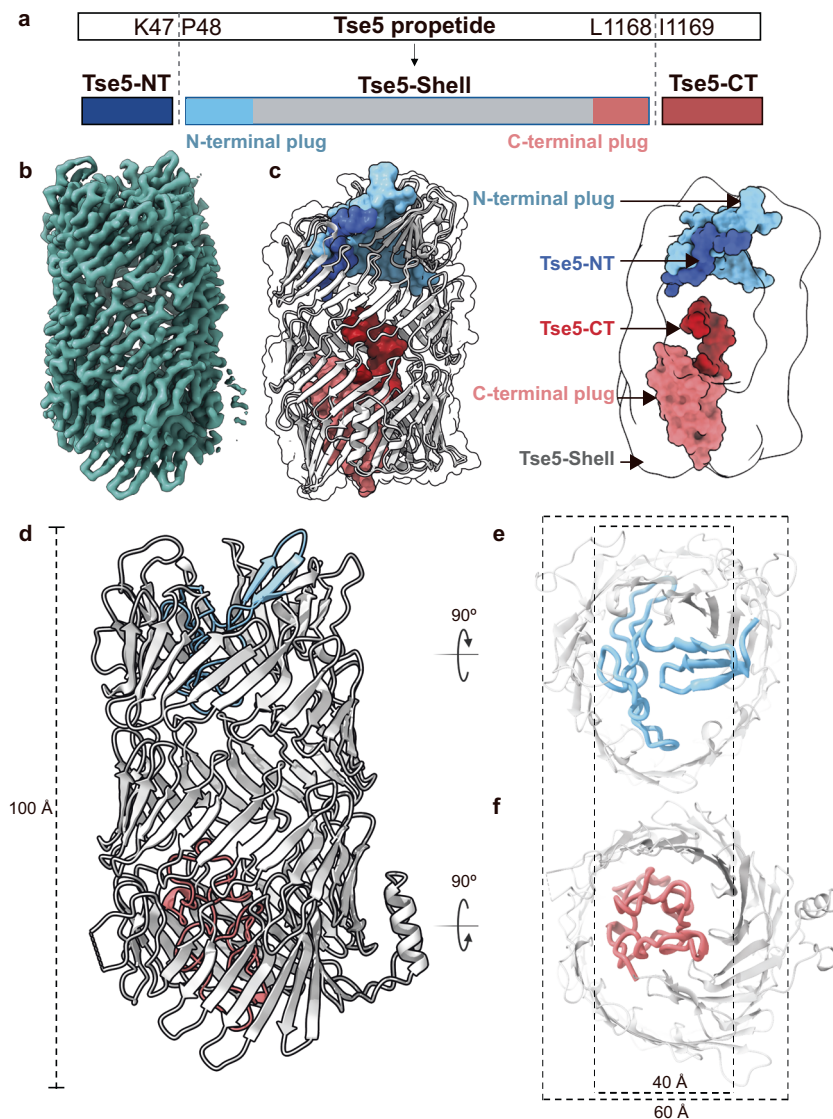 a
K47 P48 Tse5 propetide L1168 I1169
Tse5-NT Tse5-Shell Tse5-CT
N-terminal plug C-terminal plug
b
c
N-terminal plug
Tse5-NT
Tse5-CT
C-terminal plug
Tse5-Shell
d
100 Å
90º
90º
e
f
40 Å
60 Å